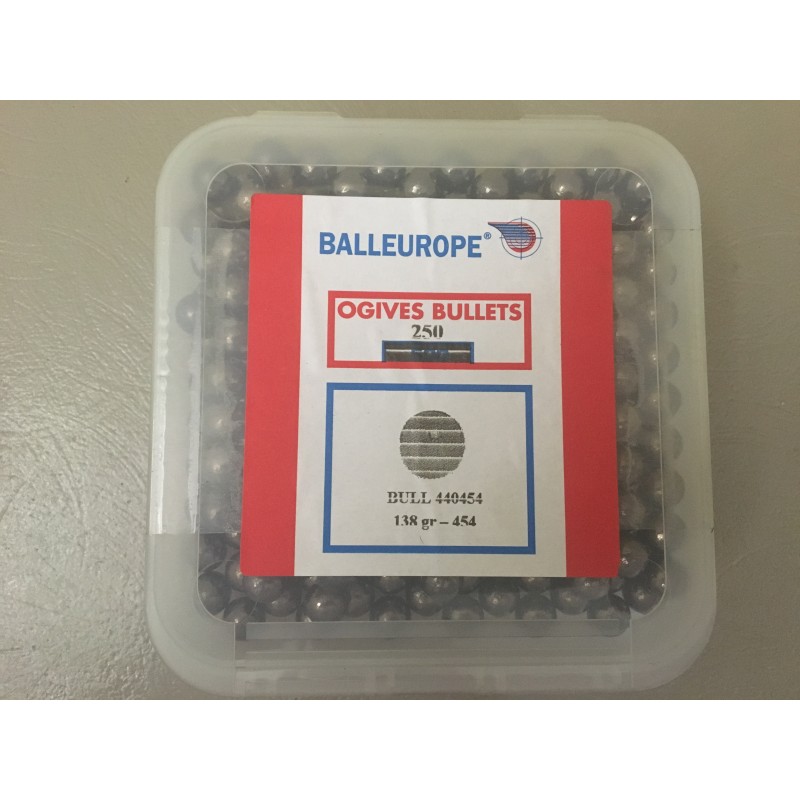 BALLEUROPE®
OGIVES BULLETS
250
BULL 440454
138 gr – 454